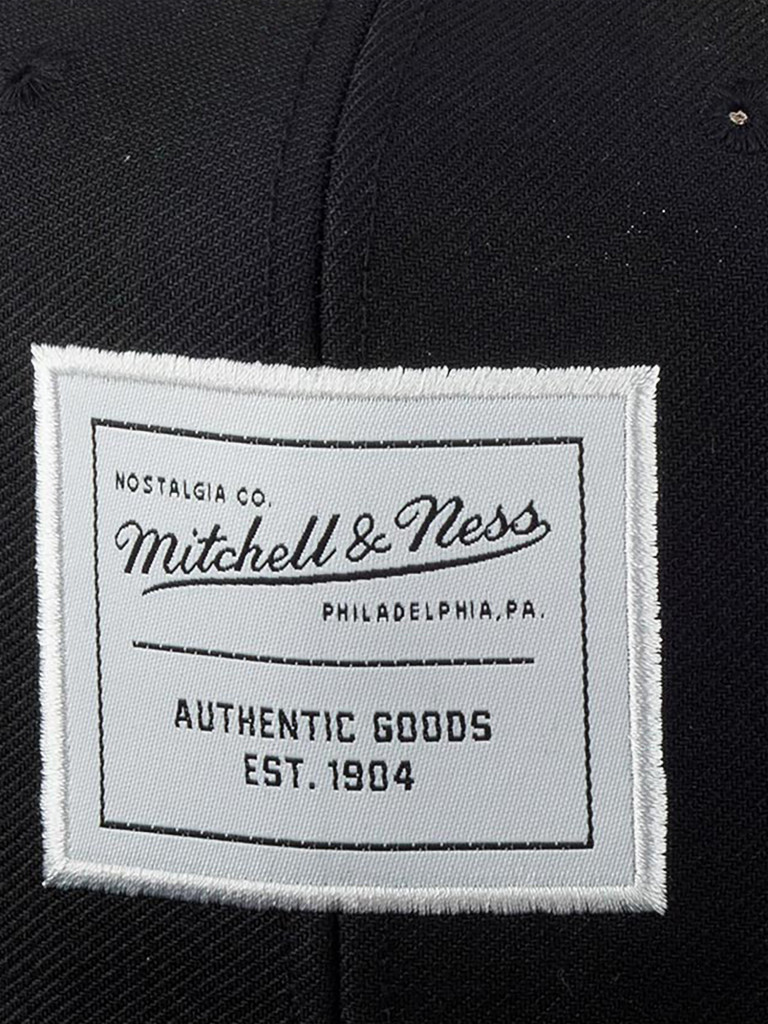 NOSTALGIA CO.
Mitchell & Ness
PHILADELPHIA, PA.
AUTHENTIC GOODS
EST. 1904